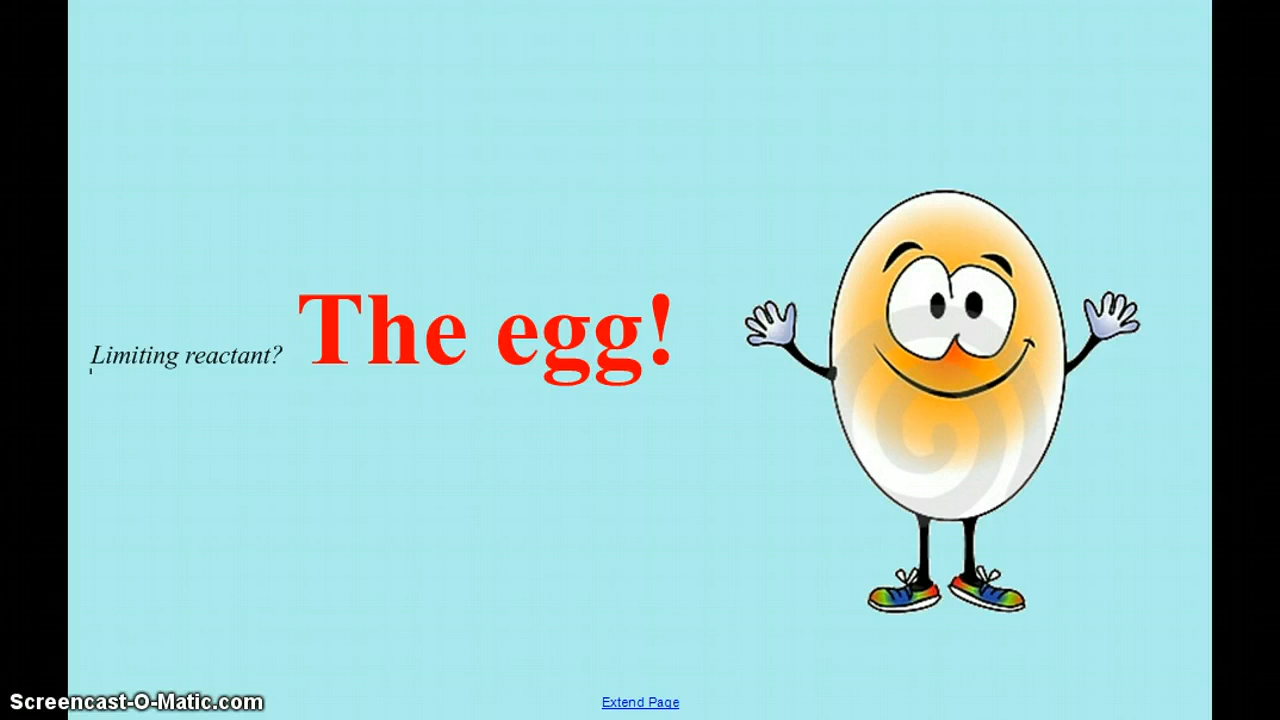 Limiting reactant? The egg!
Extend Page
Screencast-O-Matic.com